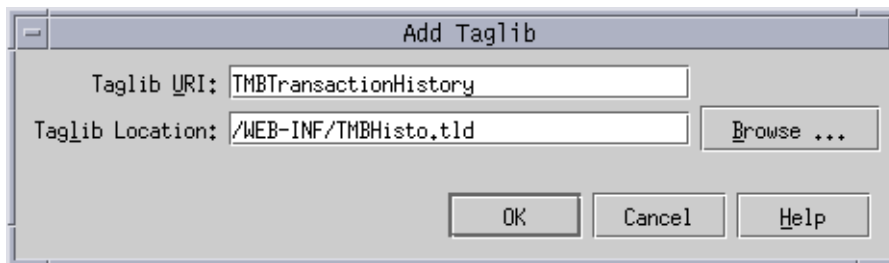 Add Taglib
Taglib URI: TMBTransactionHistory
Taglib Location: /WEB-INF/TMBHisto.tld Browse ...
OK Cancel Help